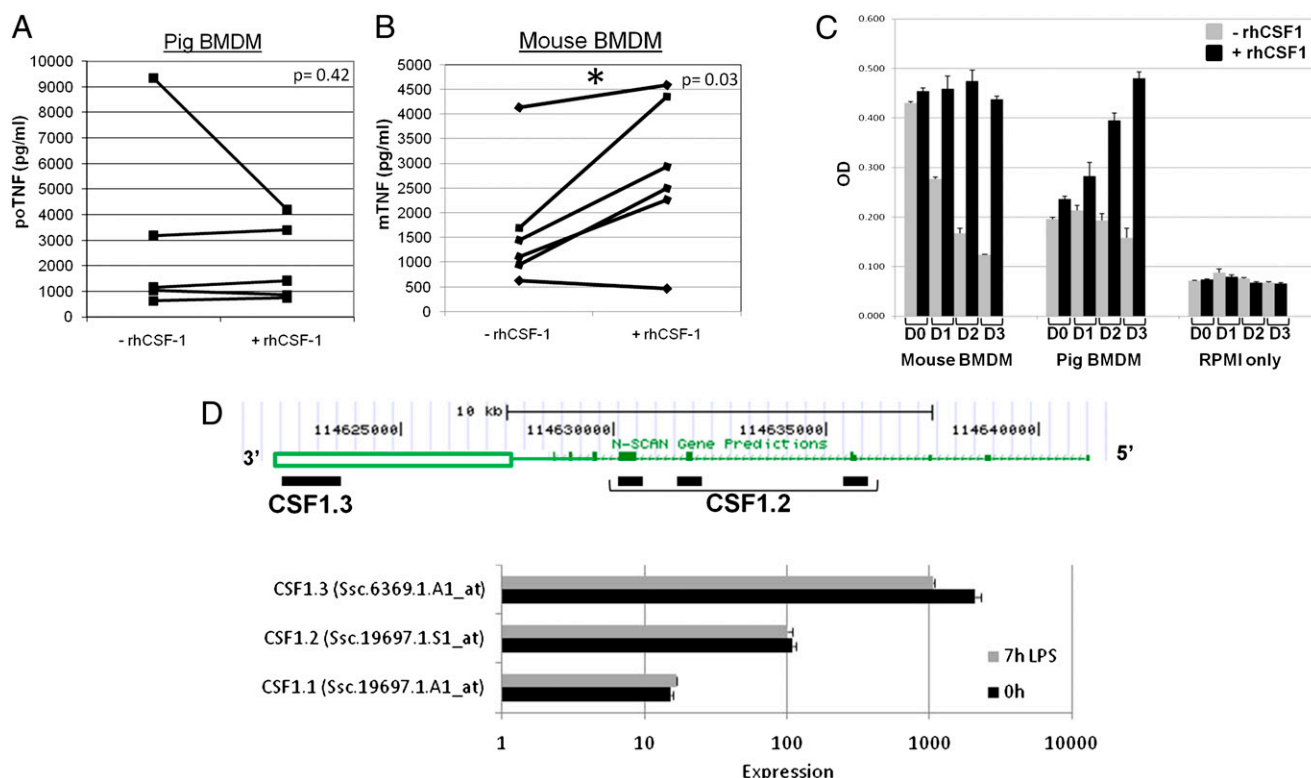 A
Pig BMDM
p= 0.42
poTNF (pg/ml)
10000
9000
8000
7000
6000
5000
4000
3000
2000
1000
0
- rhCSF-1
+ rhCSF-1
B
Mouse BMDM
*
p= 0.03
mTNF (pg/ml)
5000
4500
4000
3500
3000
2500
2000
1500
1000
500
0
- rhCSF-1
+ rhCSF-1
C
- rhCSF1
+ rhCSF1
OD
0.600
0.500
0.400
0.300
0.200
0.100
0.000
D0 D1 D2 D3 D0 D1 D2 D3 D0 D1 D2 D3
Mouse BMDM Pig BMDM RPMI only
D
10 kb
114625000| 114630000| 114635000| 114640000|
N-SCAN Gene Predictions
3’ 5’
CSF1.3 CSF1.2
CSF1.3 (Ssc.6369.1.A1_at)
CSF1.2 (Ssc.19697.1.S1_at)
CSF1.1 (Ssc.19697.1.A1_at)
7h LPS
0h
1 10 100 1000 10000
Expression